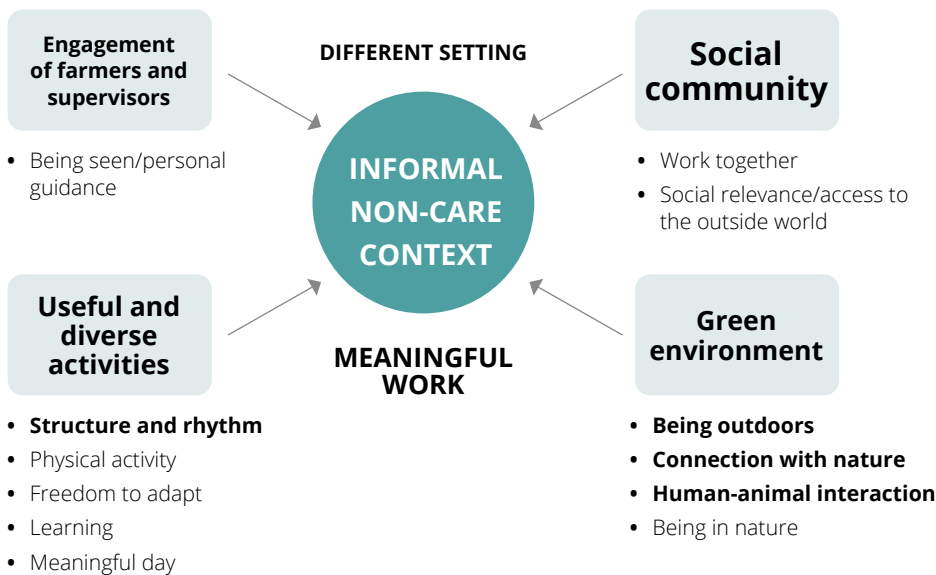 Engagement
of farmers and
supervisors
• Being seen/personal
guidance
DIFFERENT SETTING
Social
community
• Work together
• Social relevance/access to
the outside world
INFORMAL
NON-CARE
CONTEXT
Useful and
diverse
activities
• Structure and rhythm
• Physical activity
• Freedom to adapt
• Learning
• Meaningful day
MEANINGFUL
WORK
Green
environment
• Being outdoors
• Connection with nature
• Human-animal interaction
• Being in nature